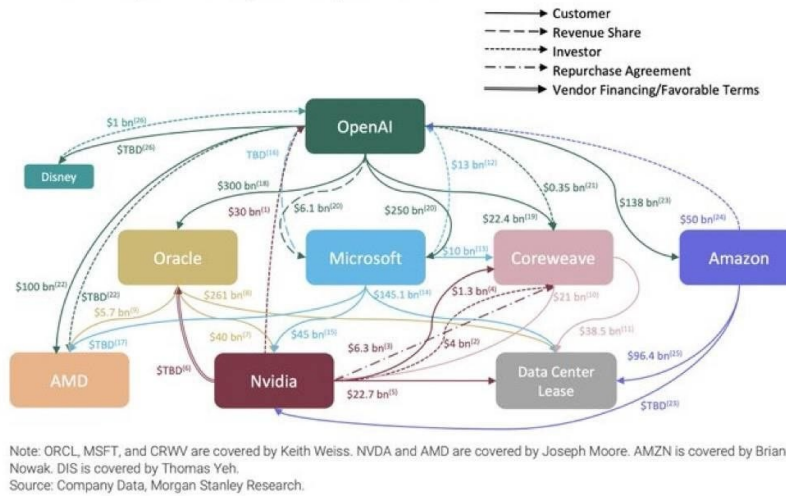 Customer
Revenue Share
Investor
Repurchase Agreement
Vendor Financing/Favorable Terms
OpenAI
$1 bn(26)
$TBD(26)
Disney
TBD(16)
$13 bn(12)
$0.35 bn(21)
$138 bn(23)
$50 bn(24)
$300 bn(18)
$30 bn(1)
$6.1 bn(20)
$250 bn(20)
$22.4 bn(19)
Oracle
Microsoft
$10 bn(13)
Coreweave
Amazon
$100 bn(22)
$TBD(22)
$261 bn(8)
$145.1 bn(14)
$1.3 bn(4)
$21 bn(10)
$5.7 bn(9)
$TBD(17)
$40 bn(7)
$45 bn(15)
$6.3 bn(3)
$4 bn(2)
$38.5 bn(11)
$96.4 bn(25)
AMD
$TBD(6)
Nvidia
$22.7 bn(5)
Data Center
Lease
$TBD(23)
Note: ORCL, MSFT, and CRWV are covered by Keith Weiss. NVDA and AMD are covered by Joseph Moore. AMZN is covered by Brian
Nowak. DIS is covered by Thomas Yeh.
Source: Company Data, Morgan Stanley Research.